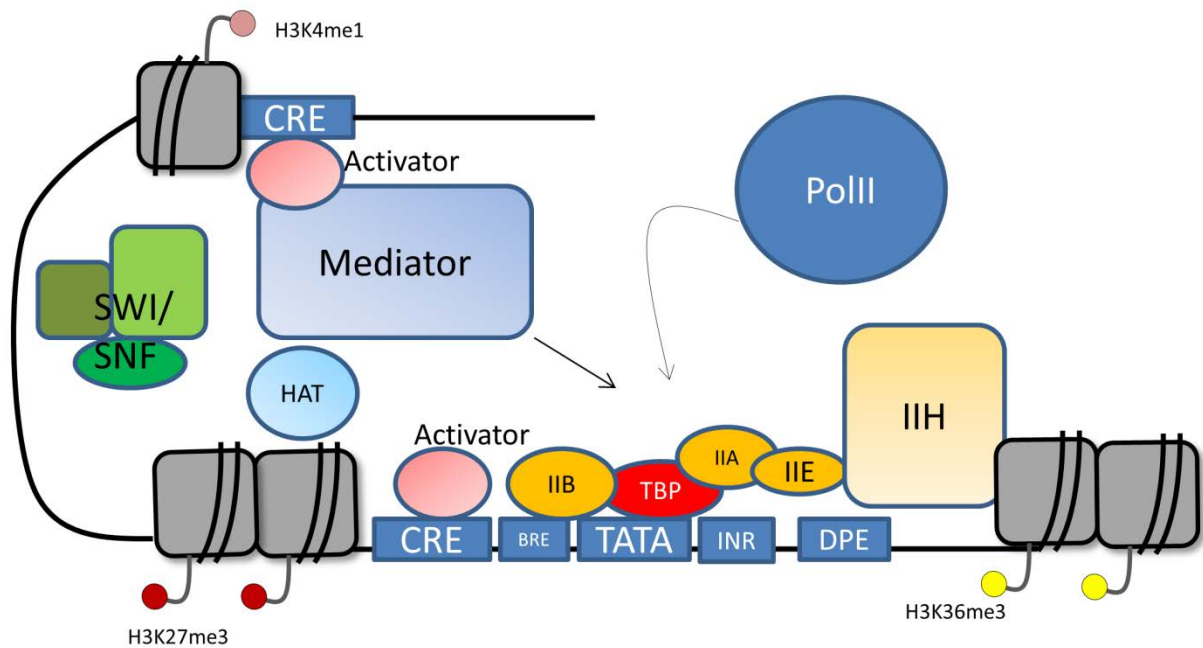 H3K4me1
CRE
Activator
PolII
Mediator
SWI/
SNF
HAT
IIH
Activator
IIA
IIB
TBP
IIE
CRE
BRE
TATA
INR
DPE
H3K36me3
H3K27me3